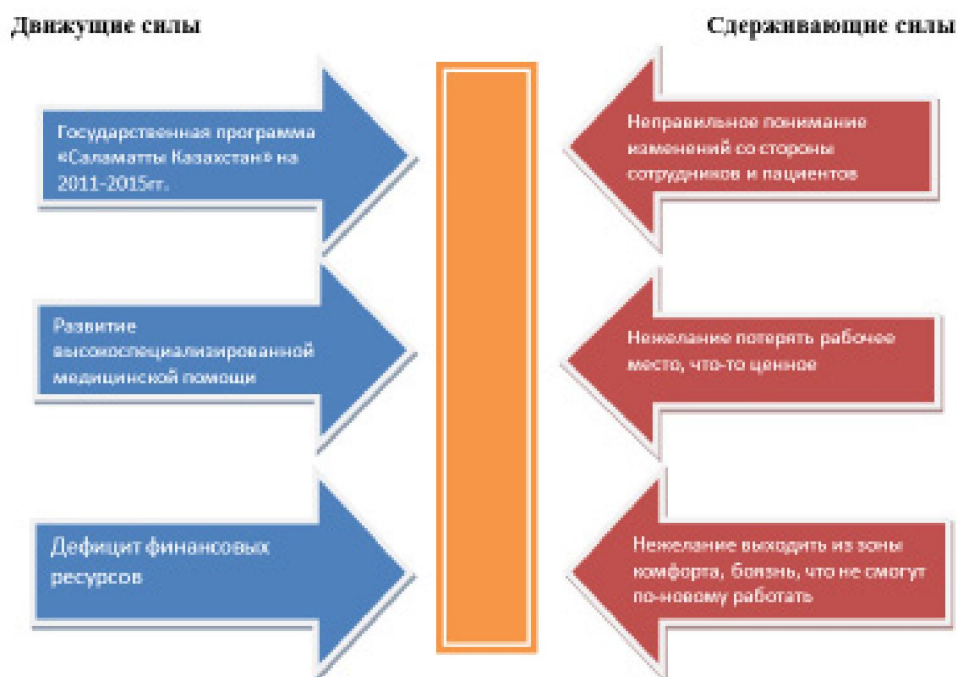 Движущие силы
Сдерживающие силы
Государственная программа
«Саламатты Казахстан» на
2011-2015гг.
Неправильное понимание
изменений со стороны
сотрудников и пациентов
Развитие
высокоспециализированной
медицинской помощи
Нежелание потерять рабочее
место, что-то ценное
Дефицит финансовых
ресурсов
Нежелание выходить из зоны
комфорта, боязнь, что не смогут
по-новому работать